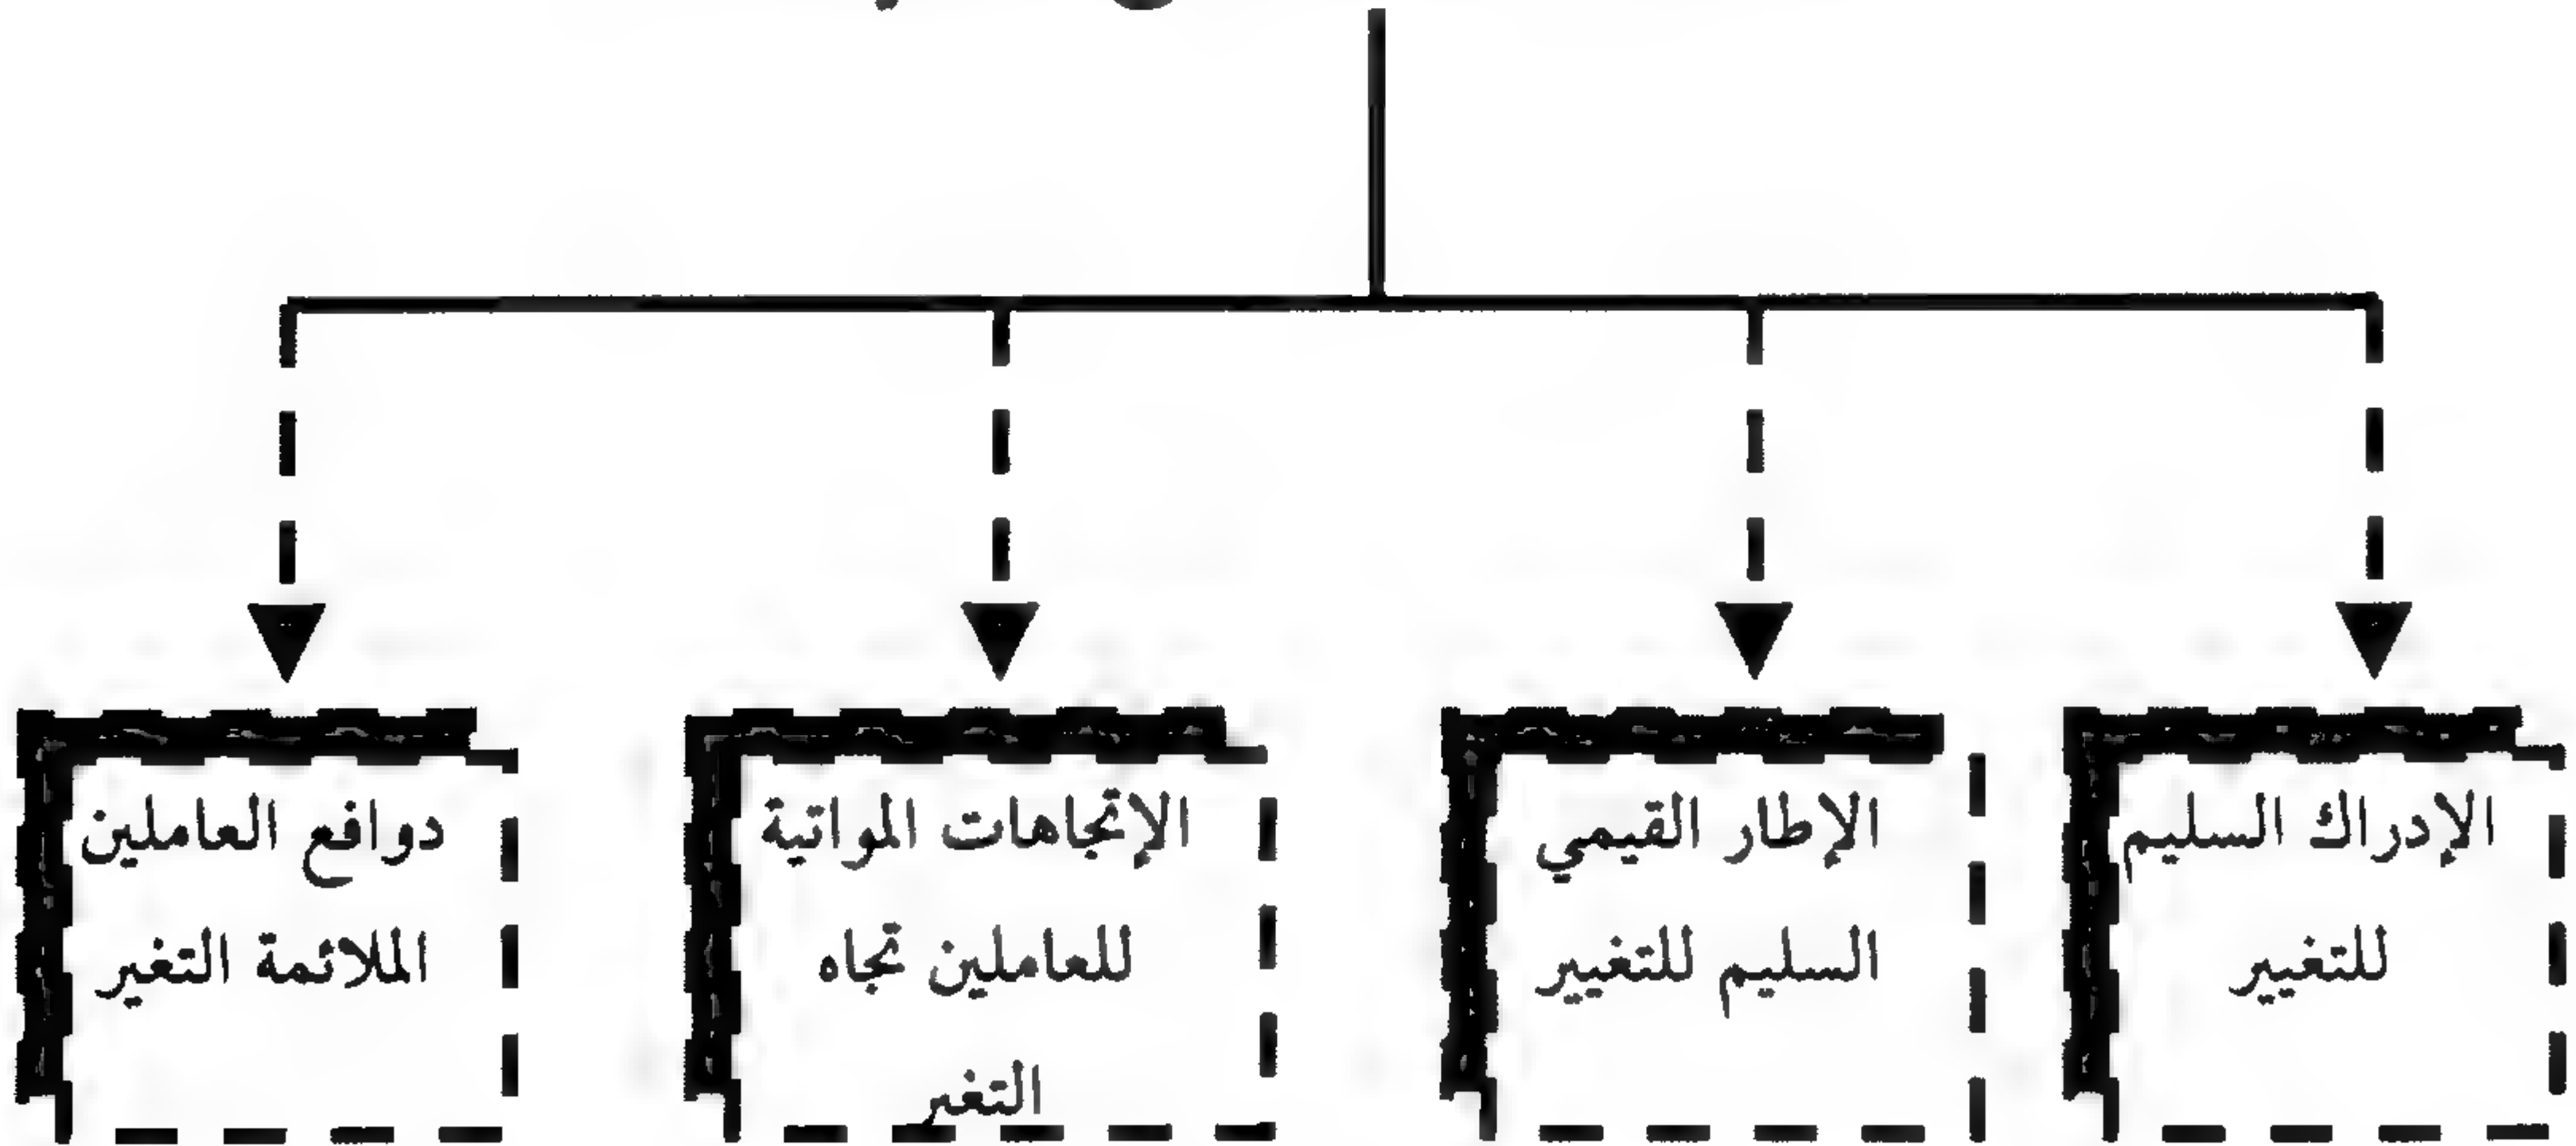 الإدراك السليم
للتغيير
الإطار القيمي
السليم للتغيير
الإتجاهات المواتية
للعاملين تجاه
التغير
دوافع العاملين
الملائمة التغير